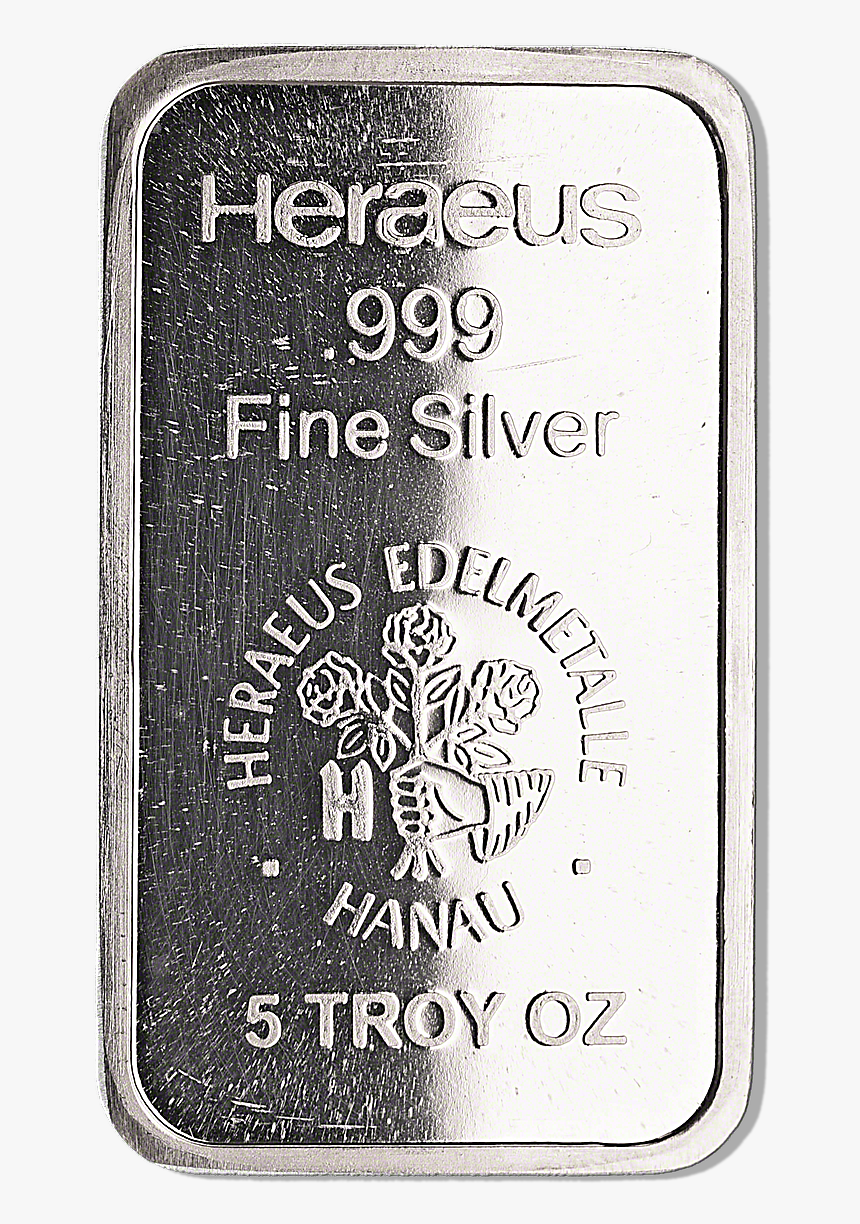 Heraeus
.999
Fine Silver
HERAEUS EDELMETALLE
H
HANAU
5 TROY OZ